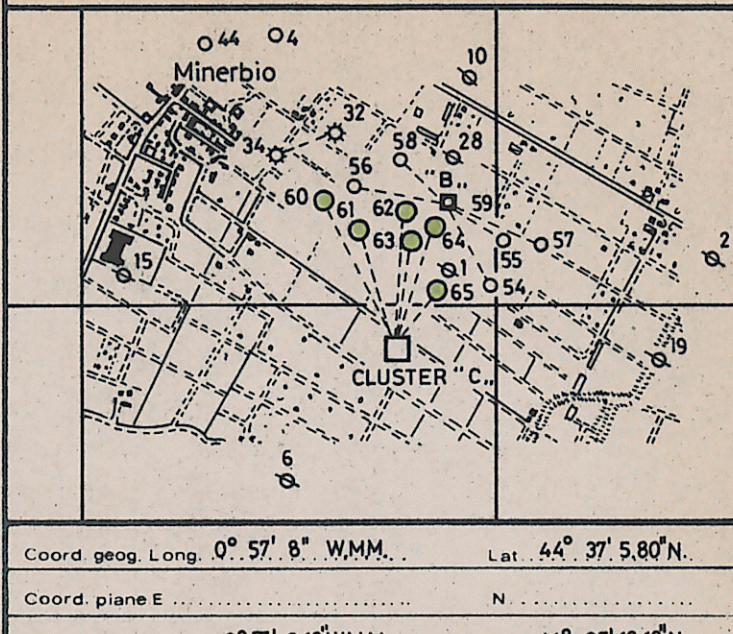 44 4
Minerbio
10
32
34
58 28
56 "B"
60 61 62 59
63 64
55 57 2
15 1
65 54
19
CLUSTER "C"
6
Coord. geog. Long. 0° 57' 8" W.M.M. Lat. 44° 37' 5,80" N.
Coord. piane E N